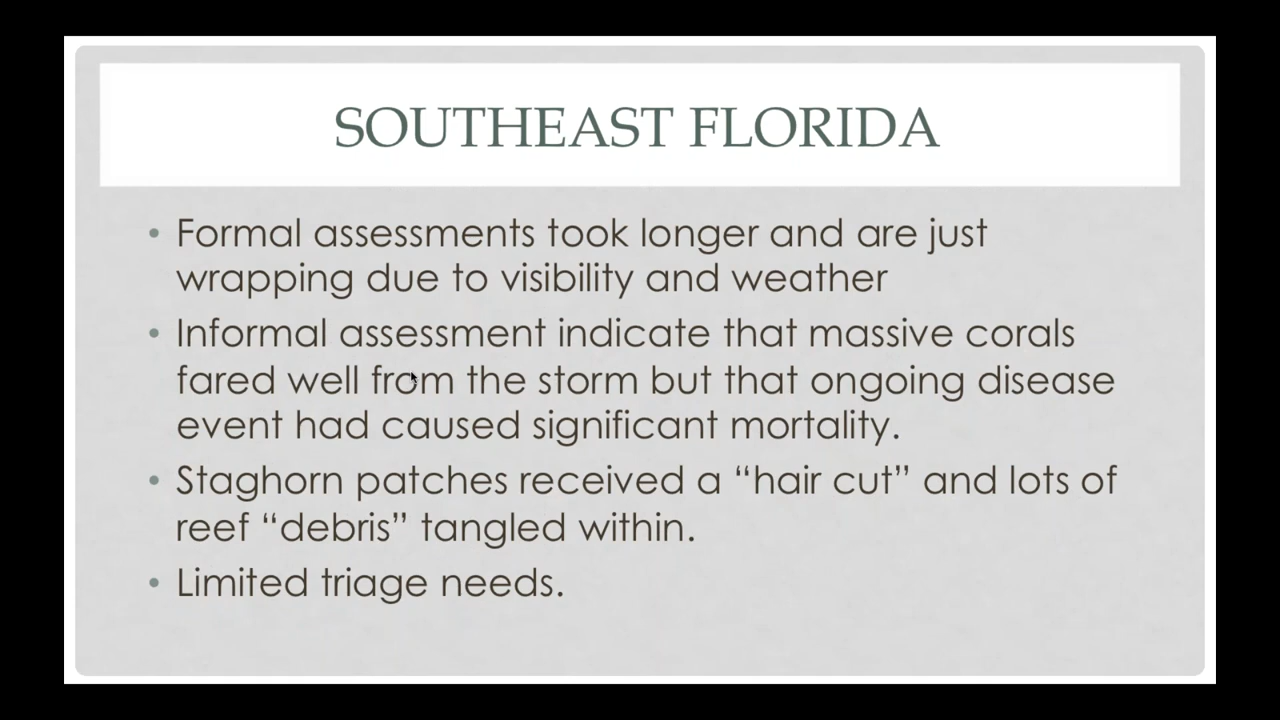 SOUTHEAST FLORIDA
• Formal assessments took longer and are just
wrapping due to visibility and weather
• Informal assessment indicate that massive corals
fared well from the storm but that ongoing disease
event had caused significant mortality.
• Staghorn patches received a “hair cut” and lots of
reef “debris” tangled within.
• Limited triage needs.